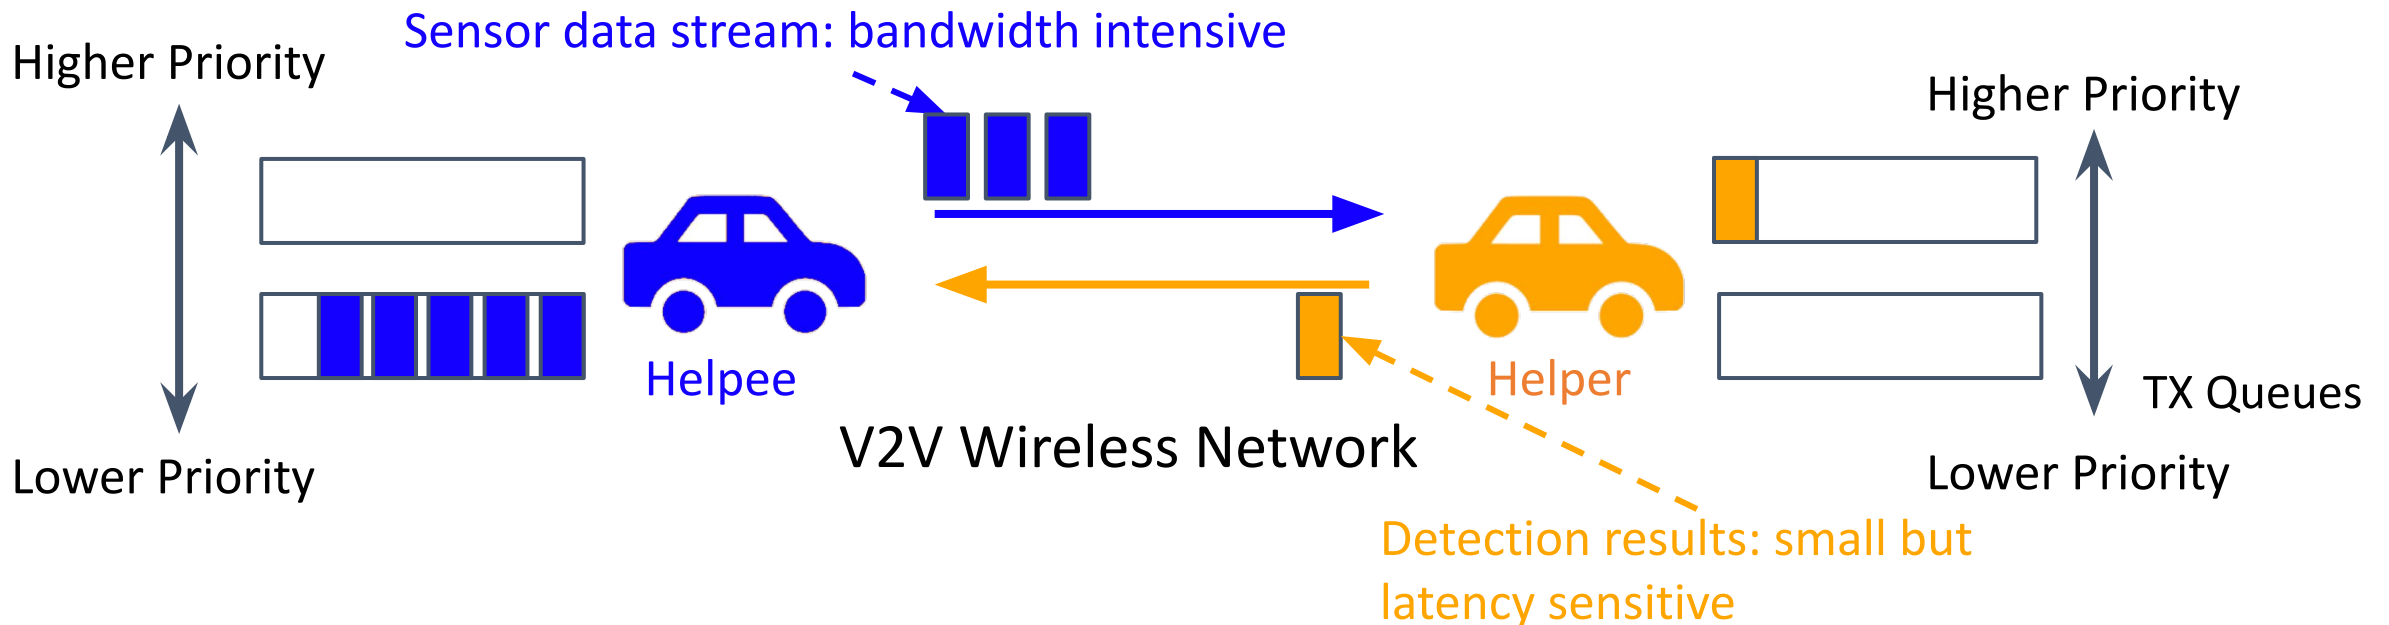 Sensor data stream: bandwidth intensive
Higher Priority
Higher Priority
Helpee
Helper
TX Queues
V2V Wireless Network
Lower Priority
Lower Priority
Detection results: small but
latency sensitive